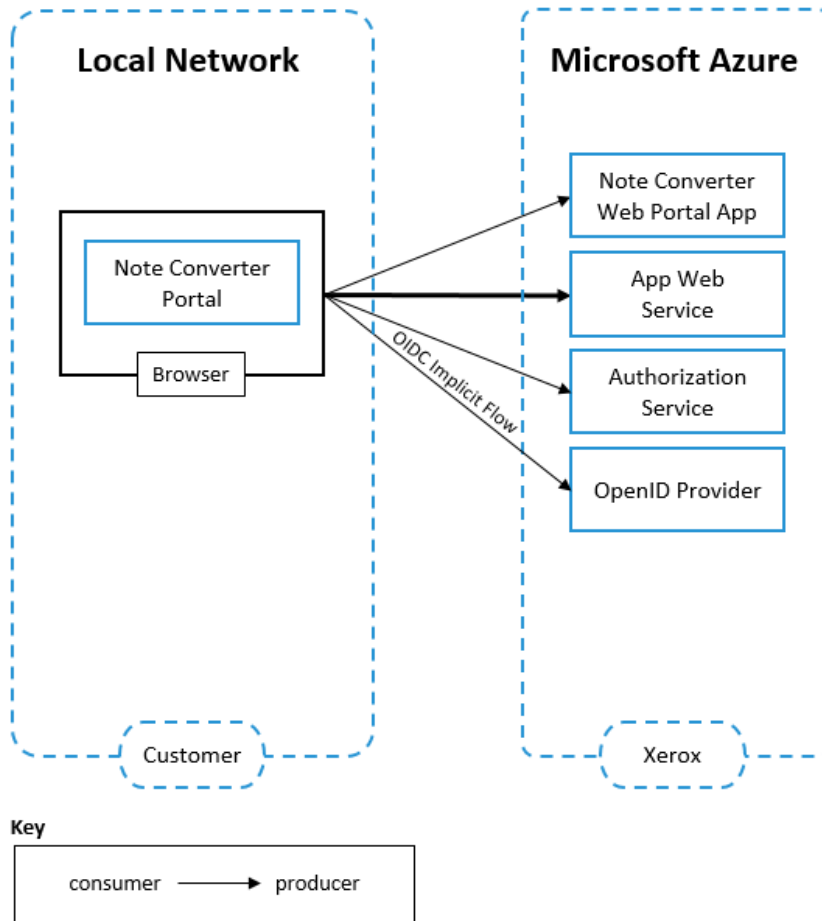 Local Network
Microsoft Azure
Note Converter
Portal
Browser
Note Converter
Web Portal App
App Web
Service
OIDC Implicit Flow
Authorization
Service
OpenID Provider
Customer
Xerox
Key
consumer
producer